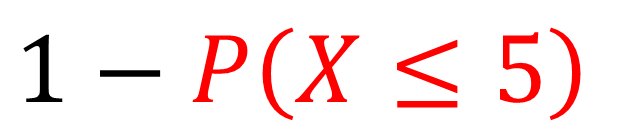 1 − P(X ≤ 5)